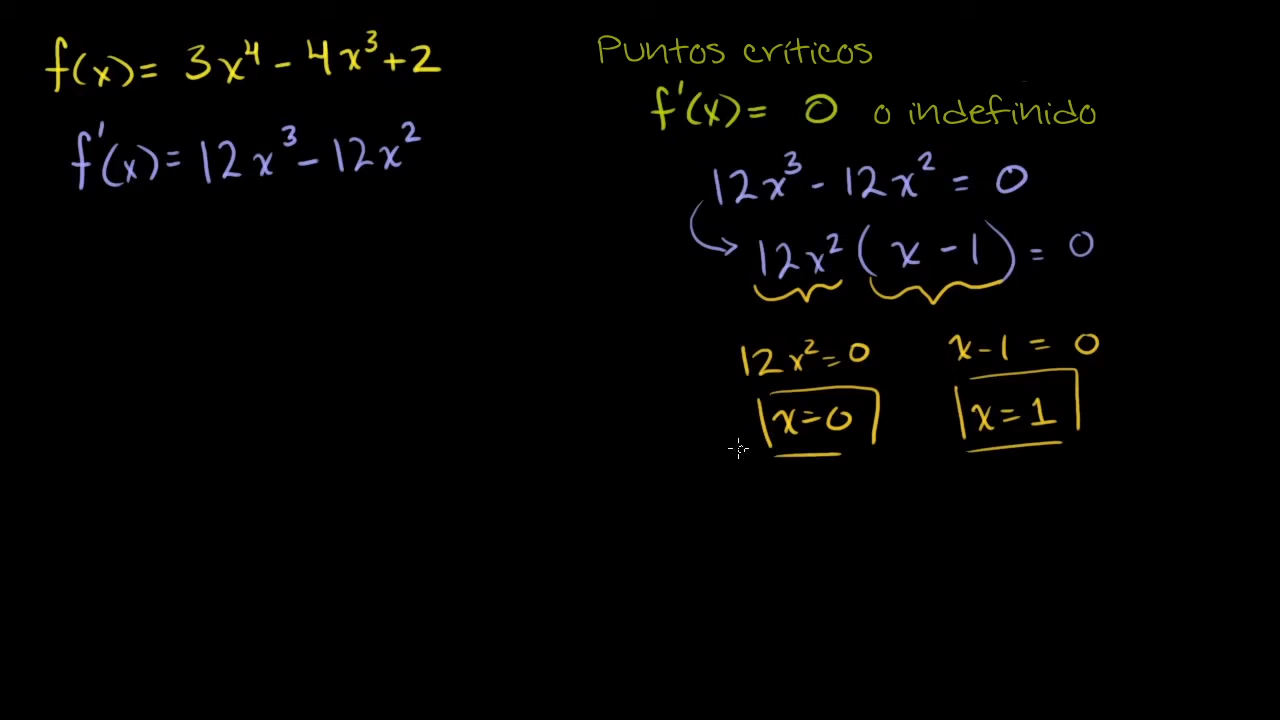 f(x) = 3x⁴ - 4x³ + 2
f'(x) = 12x³ - 12x²
Puntos críticos
f'(x) = 0 o indefinido
12x³ - 12x² = 0
12x² (x - 1) = 0
12x² = 0
x = 0
x - 1 = 0
x = 1